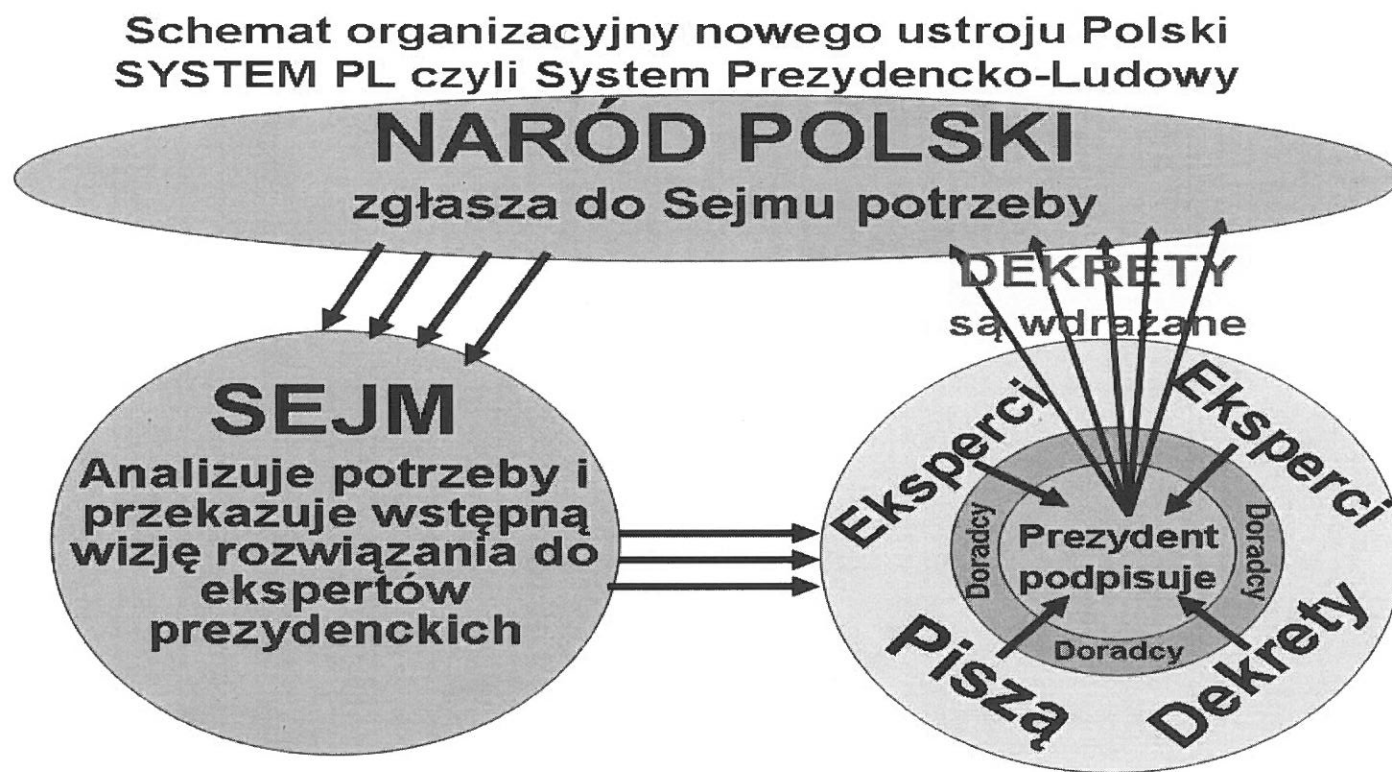 Schemat organizacyjny nowego ustroju Polski
SYSTEM PL czyli System Prezydencko-Ludowy
NARÓD POLSKI
zgłasza do Sejmu potrzeby
DEKRETY
są wdrażane
SEJM
Analizuje potrzeby i
przekazuje wstępną
wizję rozwiązania do
ekspertów
prezydenckich
Eksperci
Eksperci
Doradcy
Prezydent
podpisuje
Doradcy
Doradcy
Piszą
Dekrety